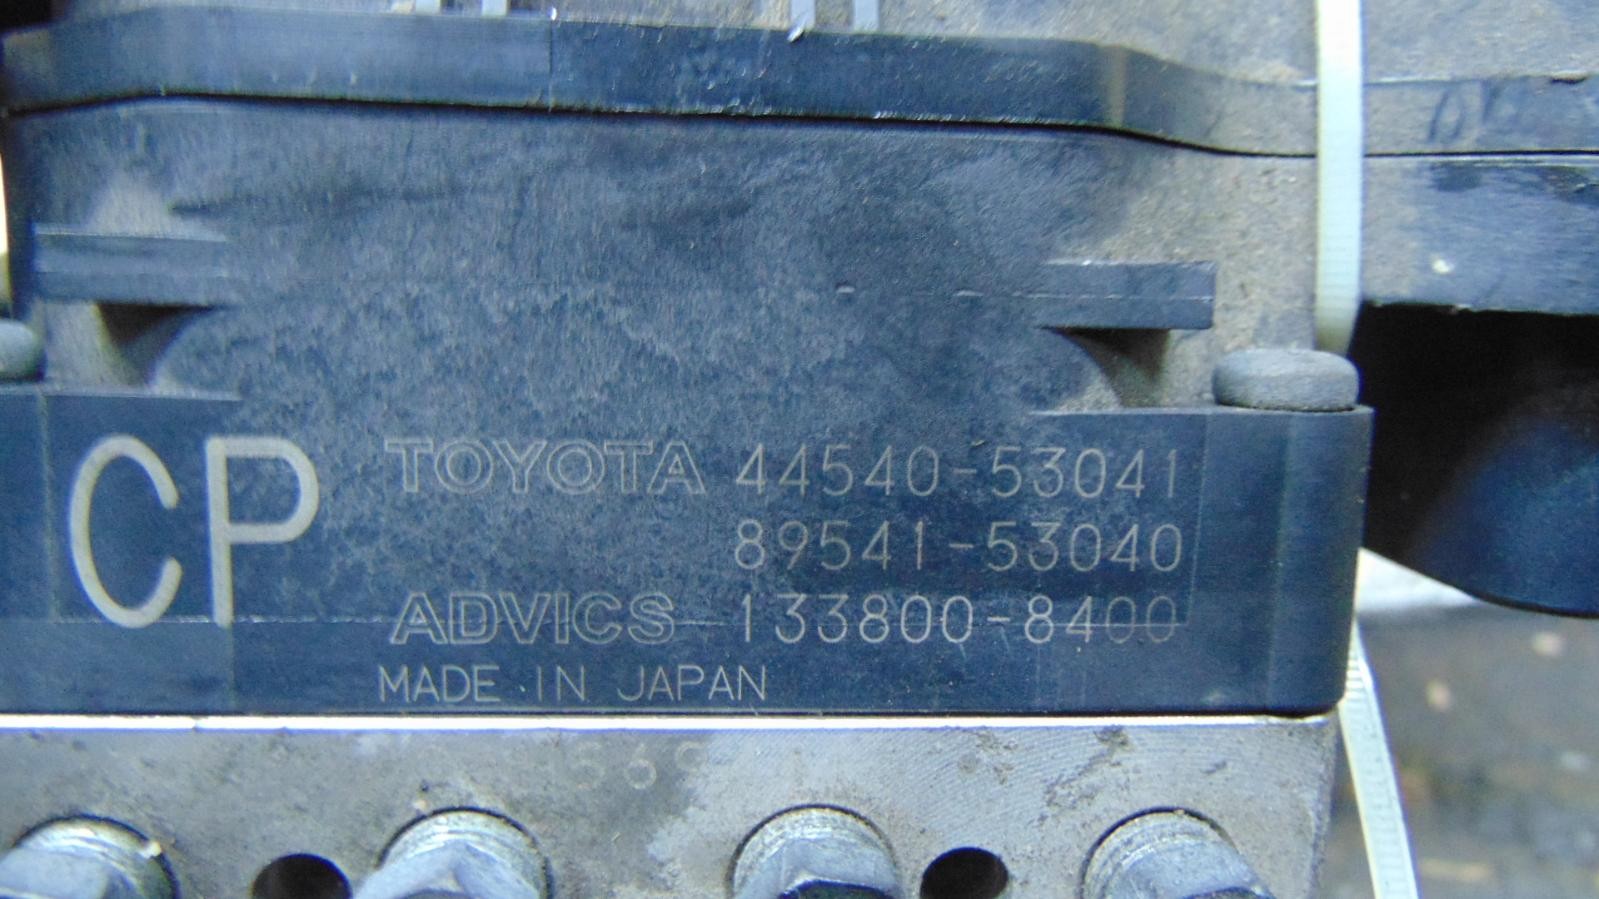 CP
TOYOTA 44540-53041
89541-53040
ADVICS 133800-8400
MADE IN JAPAN